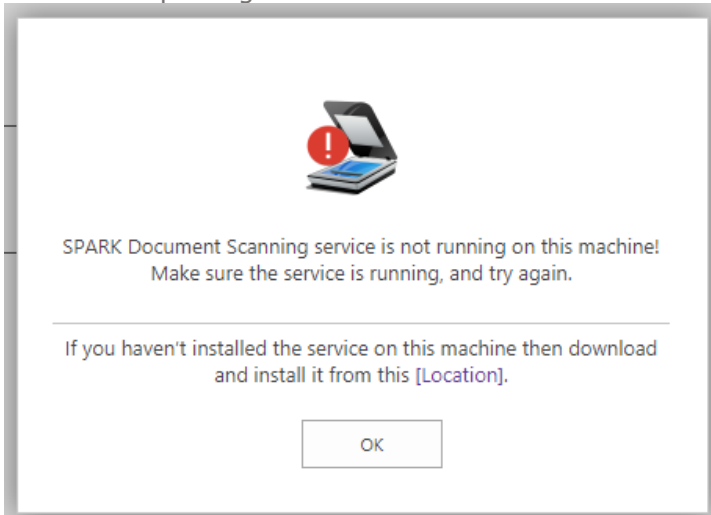 SPARK Document Scanning service is not running on this machine!
Make sure the service is running, and try again.
If you haven't installed the service on this machine then download
and install it from this [Location].
OK